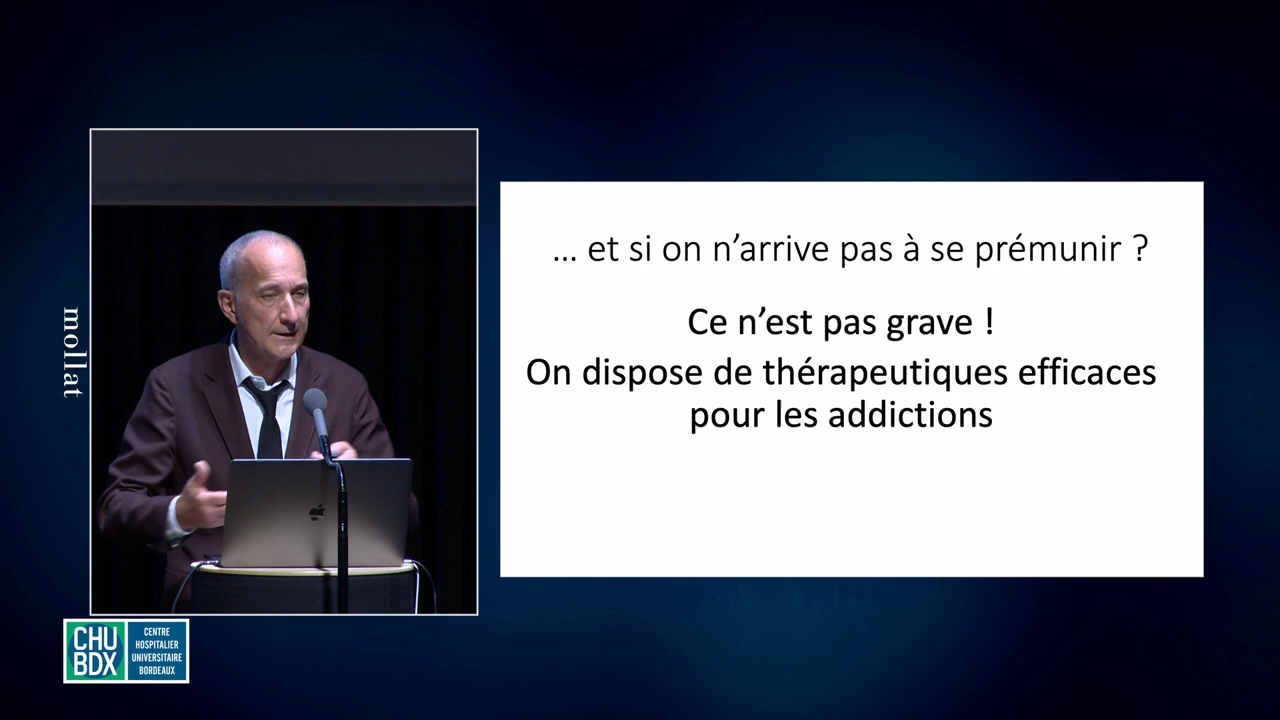 mollat
… et si on n’arrive pas à se prémunir ?
Ce n’est pas grave !
On dispose de thérapeutiques efficaces
pour les addictions
CHU
BDX
CENTRE
HOSPITALIER
UNIVERSITAIRE
BORDEAUX